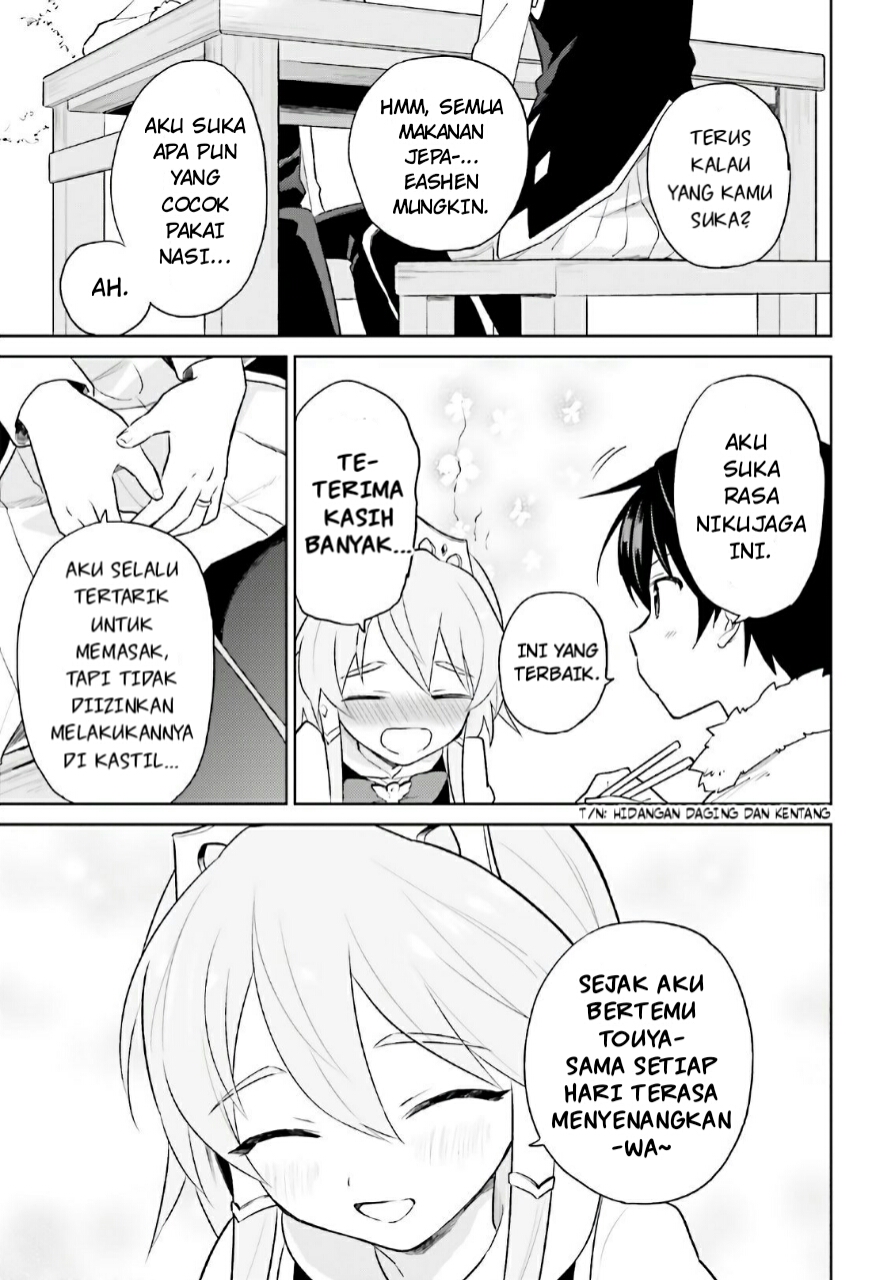 TERUS
KALAU
YANG KAMU
SUKA?
HMM, SEMUA
MAKANAN
JEPA-...
EASHEN
MUNGKIN.
AKU SUKA
APA PUN
YANG
COCOK
PAKAI
NASI...
AH.
AKU
SUKA
RASA
NIKUJAGA
INI.
INI YANG
TERBAIK.
TE-
TERIMA
KASIH
BANYAK...
T/N: HIDANGAN DAGING DAN KENTANG
AKU SELALU
TERTARIK
UNTUK
MEMASAK,
TAPI TIDAK
DIIZINKAN
MELAKUKANNYA
DI KASTIL...
SEJAK AKU
BERTEMU
TOUYA-
SAMA SETIAP
HARI TERASA
MENYENANGKAN
-WA~